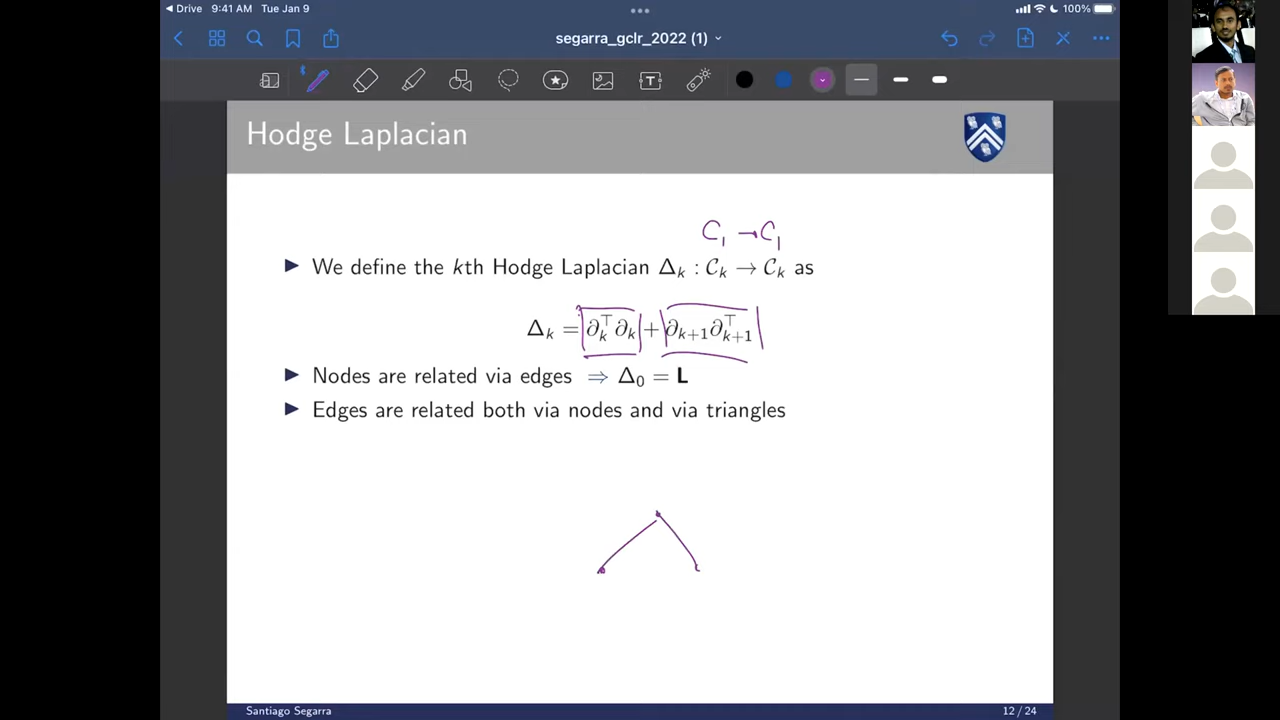 Drive 9:41 AM Tue Jan 9 100%
segarra_gclr_2022 (1)
Hodge Laplacian
C₁ → C₁
▶ We define the kth Hodge Laplacian Δₖ : 𝒞ₖ → 𝒞ₖ as
Δₖ = ∂ₖ⊤∂ₖ + ∂ₖ₊₁∂ₖ₊₁⊤
▶ Nodes are related via edges ⇒ Δ₀ = L
▶ Edges are related both via nodes and via triangles
Santiago Segarra 12 / 24